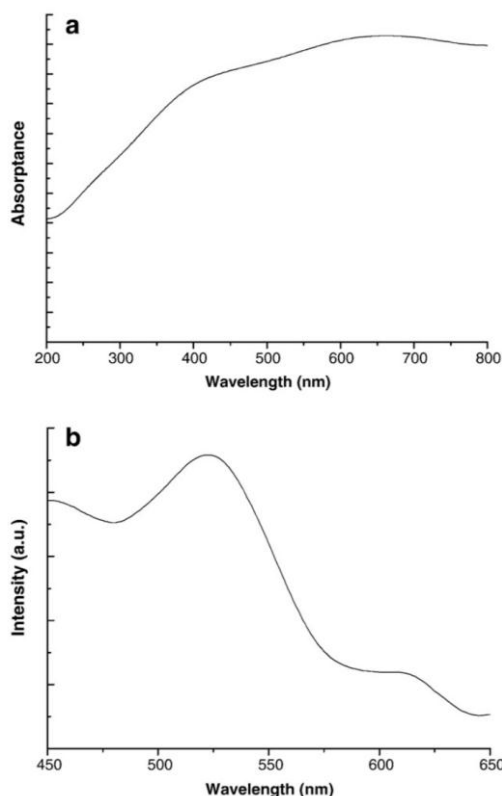 a
Absorptance
200 300 400 500 600 700 800
Wavelength (nm)
b
Intensity (a.u.)
450 500 550 600 650
Wavelength (nm)